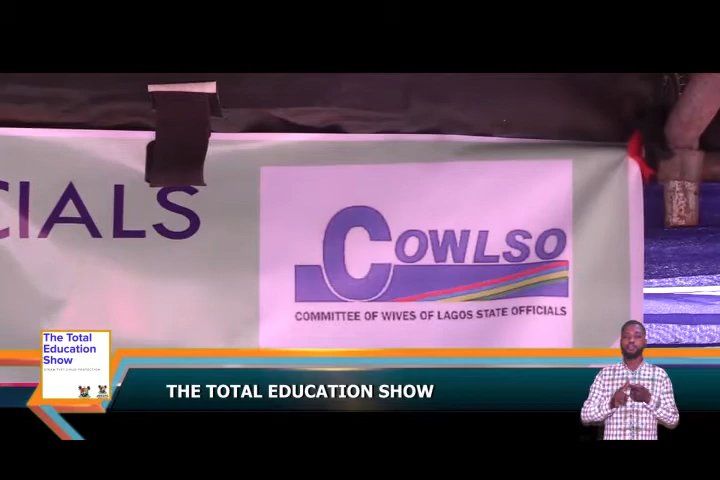 CIALS
COWLSO
COMMITTEE OF WIVES OF LAGOS STATE OFFICIALS
The Total
Education
Show
THE TOTAL EDUCATION SHOW